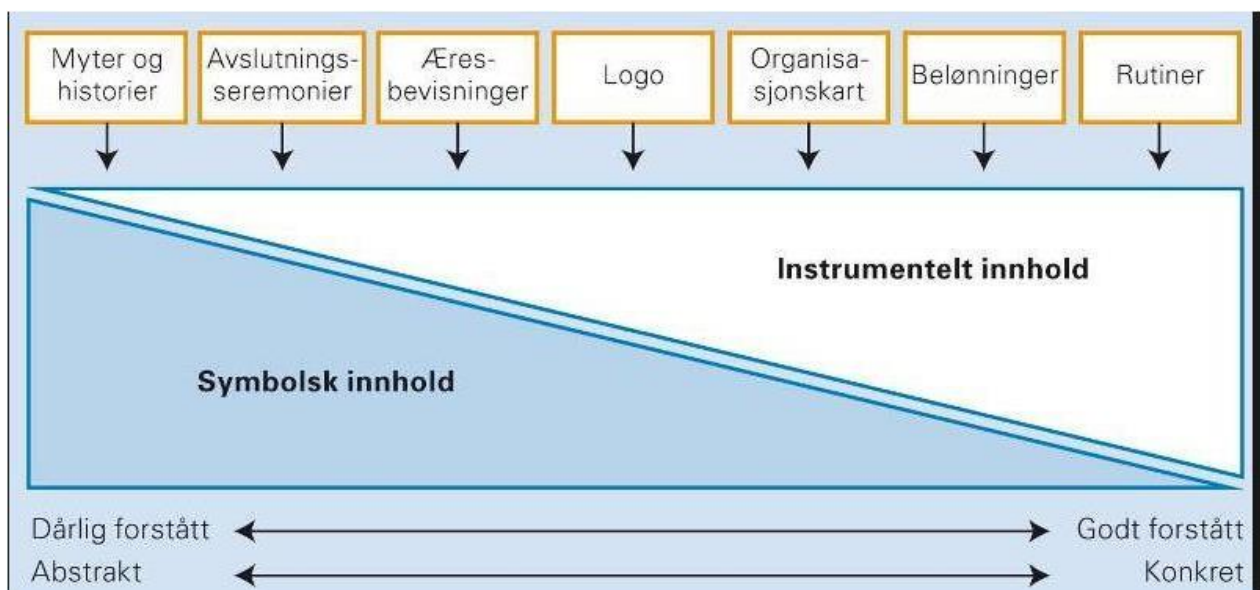 Myter og
historier
Avslutnings-
seremonier
Æres-
bevisninger
Logo
Organisa-
sjonskart
Belønninger
Rutiner
Instrumentelt innhold
Symbolsk innhold
Dårlig forstått
Godt forstått
Abstrakt
Konkret